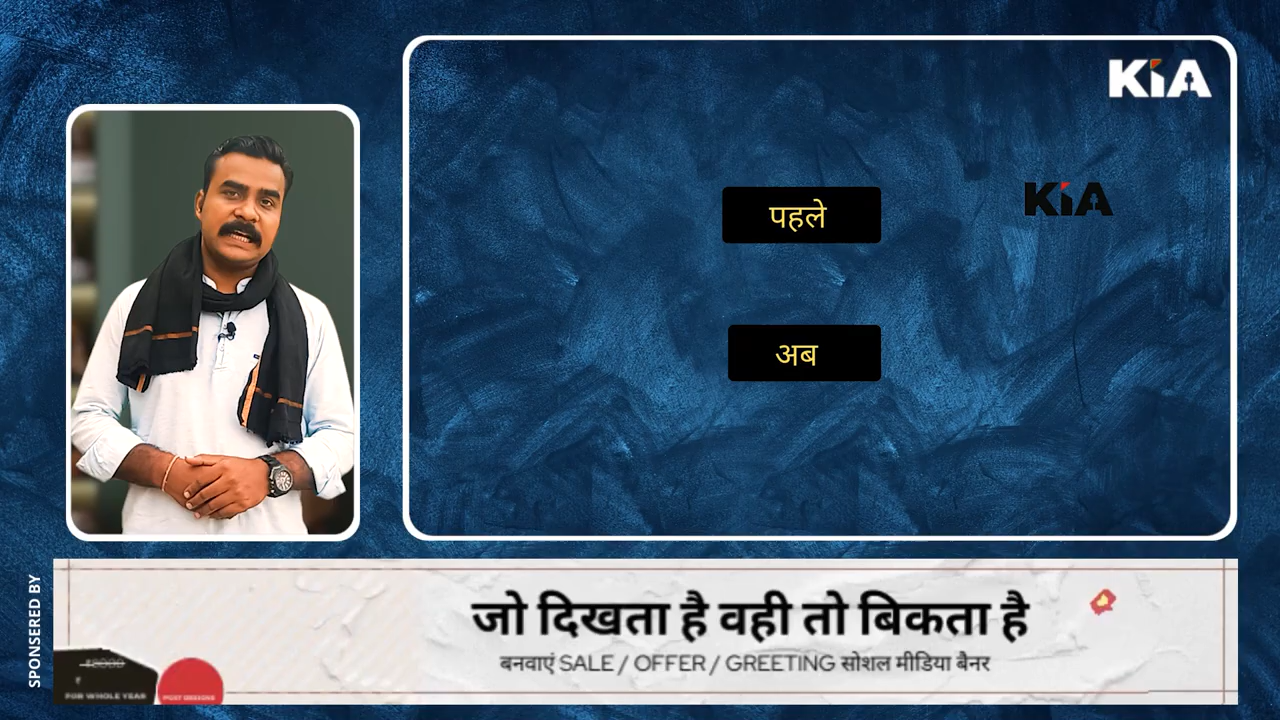 KiA
पहले
KiA
अब
SPONSERED BY
जो दिखता है वही तो बिकता है
बनवाएं SALE / OFFER / GREETING सोशल मीडिया बैनर
₹
FOR WHOLE YEAR